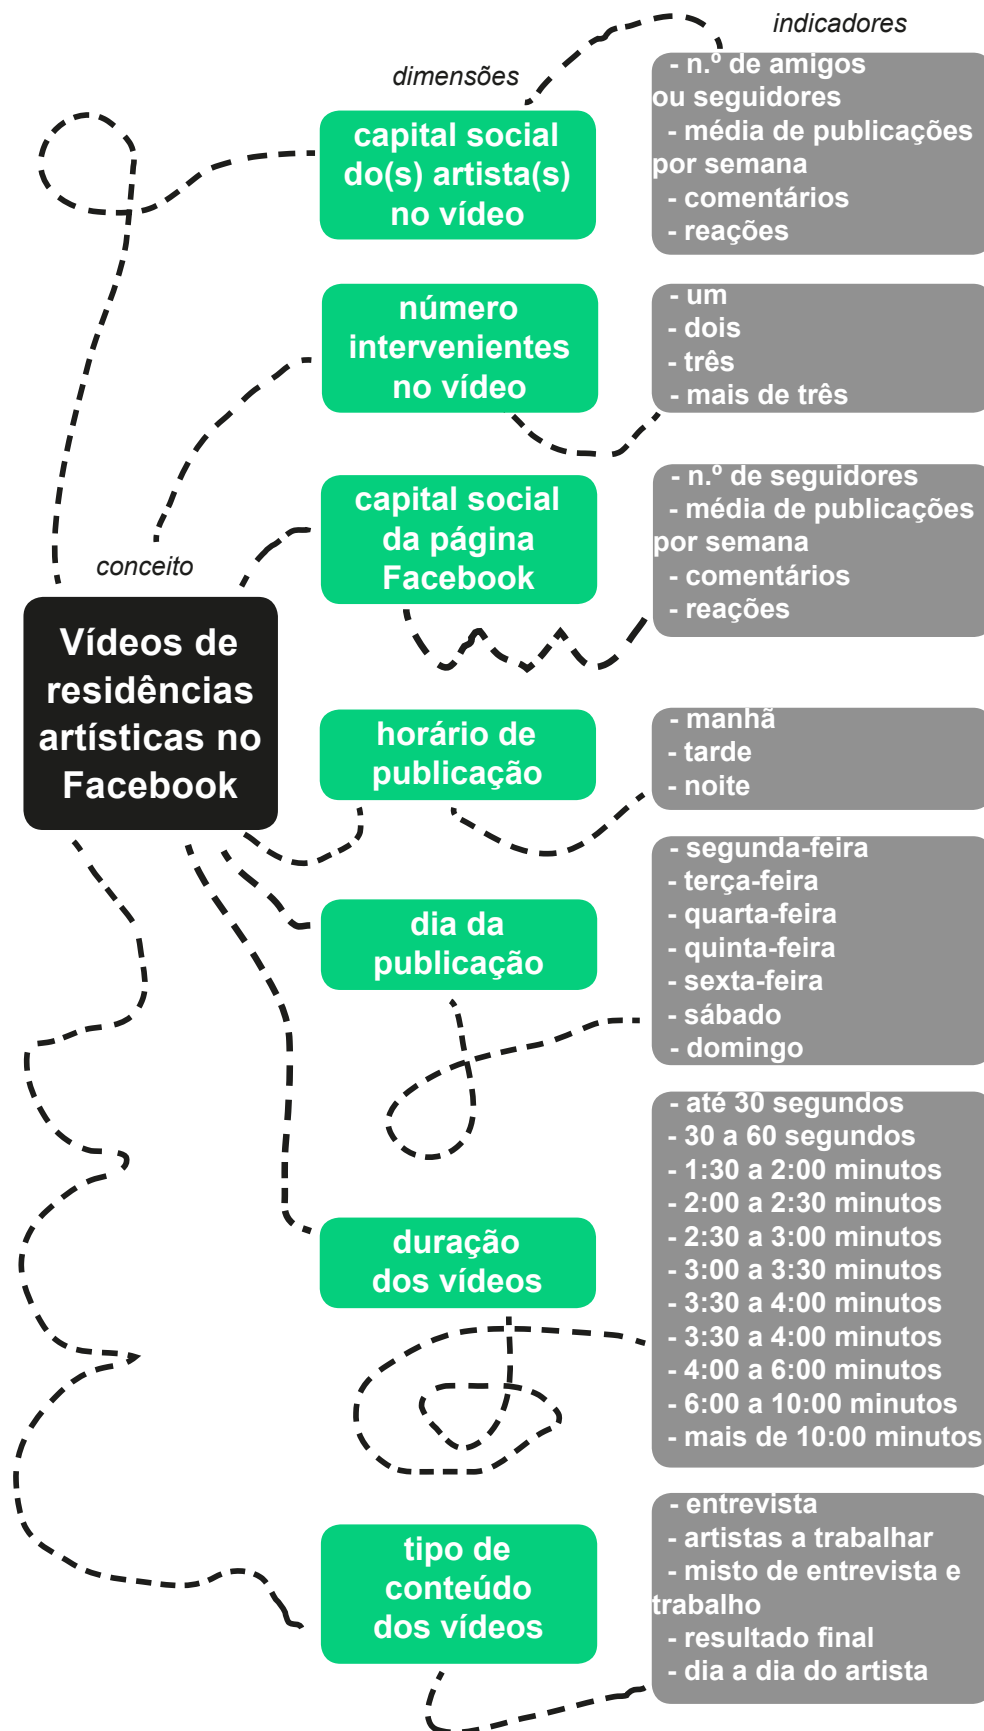 indicadores
dimensões
- n.º de amigos
ou seguidores
- média de publicações
por semana
- comentários
- reações
capital social
do(s) artista(s)
no vídeo
número
intervenientes
no vídeo
- um
- dois
- três
- mais de três
capital social
da página
Facebook
- n.º de seguidores
- média de publicações
por semana
- comentários
- reações
conceito
Vídeos de
residências
artísticas no
Facebook
horário de
publicação
- manhã
- tarde
- noite
dia da
publicação
- segunda-feira
- terça-feira
- quarta-feira
- quinta-feira
- sexta-feira
- sábado
- domingo
duração
dos vídeos
- até 30 segundos
- 30 a 60 segundos
- 1:30 a 2:00 minutos
- 2:00 a 2:30 minutos
- 2:30 a 3:00 minutos
- 3:00 a 3:30 minutos
- 3:30 a 4:00 minutos
- 3:30 a 4:00 minutos
- 4:00 a 6:00 minutos
- 6:00 a 10:00 minutos
- mais de 10:00 minutos
tipo de
conteúdo
dos vídeos
- entrevista
- artistas a trabalhar
- misto de entrevista e
trabalho
- resultado final
- dia a dia do artista